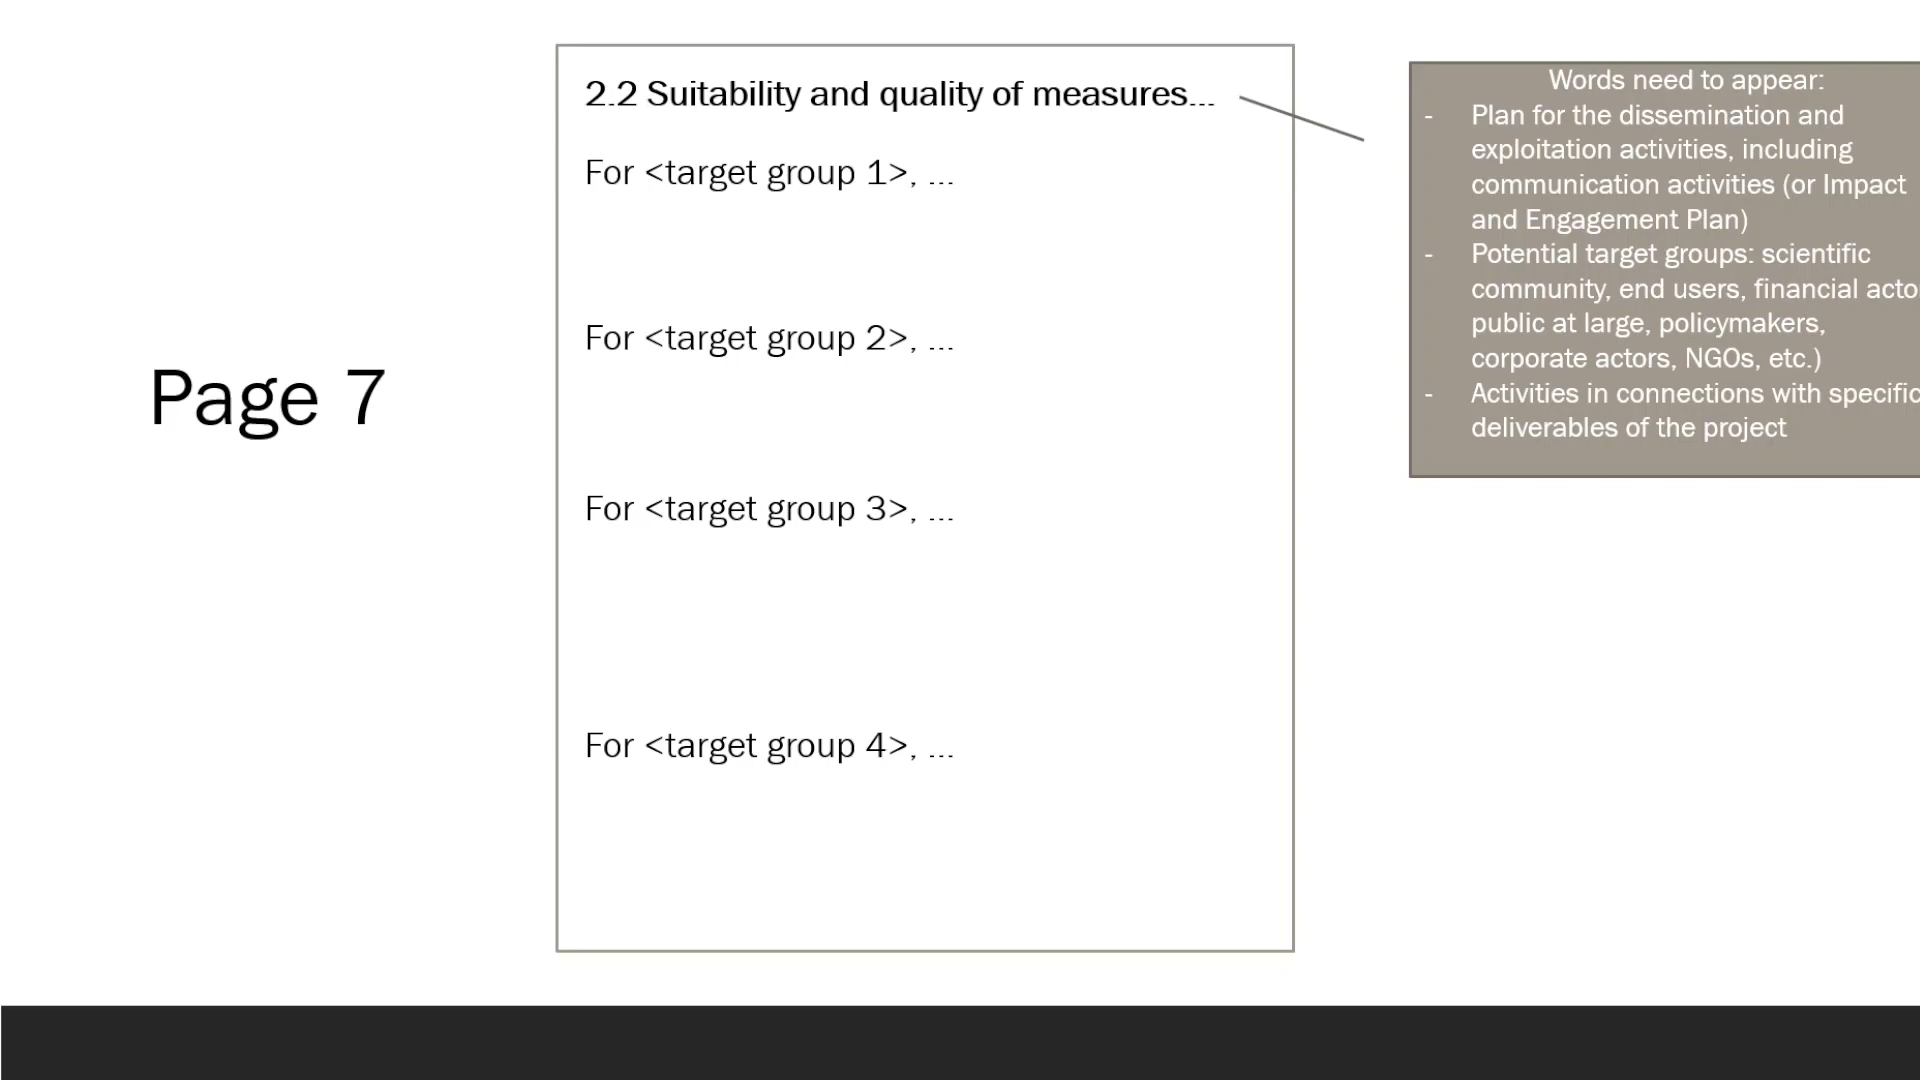 Page 7
2.2 Suitability and quality of measures...
For <target group 1>, ...
For <target group 2>, ...
For <target group 3>, ...
For <target group 4>, ...
Words need to appear:
- Plan for the dissemination and
exploitation activities, including
communication activities (or Impact
and Engagement Plan)
- Potential target groups: scientific
community, end users, financial
public at large, policymakers,
corporate actors, NGOs, etc.)
- Activities in connections with specific
deliverables of the project